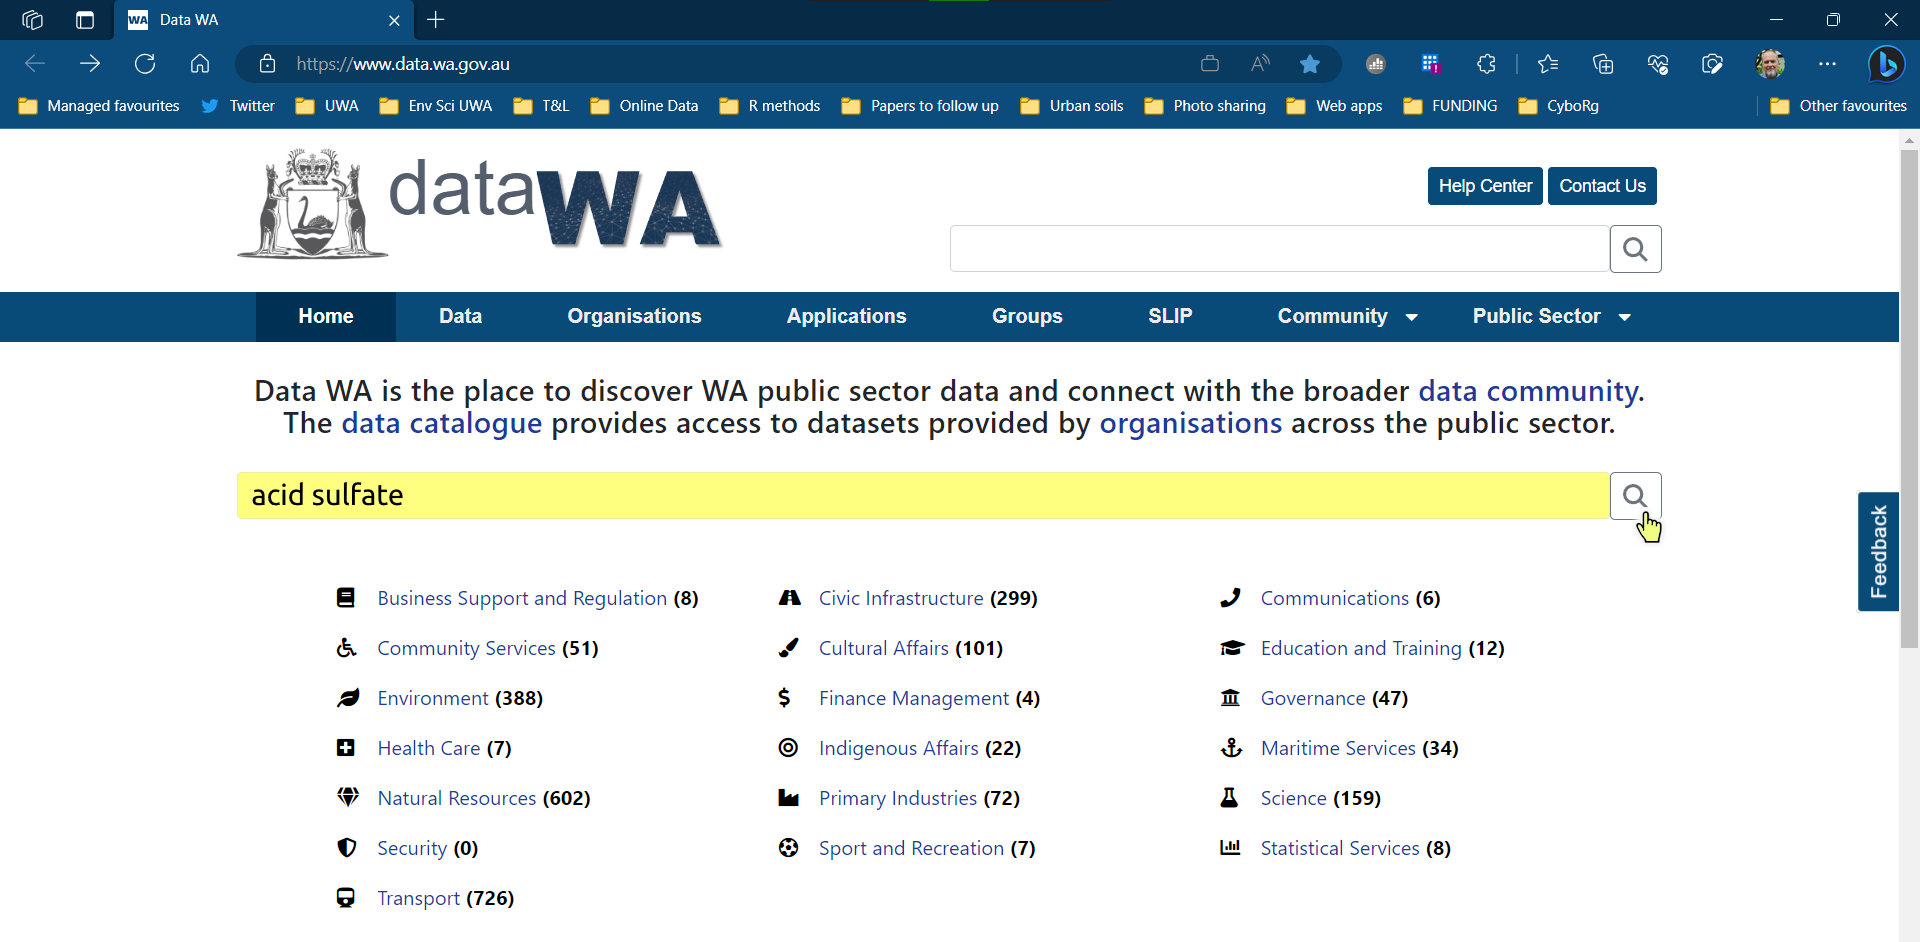 WA Data WA
https://www.data.wa.gov.au
Managed favourites Twitter UWA Env Sci UWA T&L Online Data R methods Papers to follow up Urban soils Photo sharing Web apps FUNDING CyboRg Other favourites
dataWA
Help Center Contact Us
Home Data Organisations Applications Groups SLIP Community Public Sector
Data WA is the place to discover WA public sector data and connect with the broader data community.
The data catalogue provides access to datasets provided by organisations across the public sector.
acid sulfate
Feedback
Business Support and Regulation (8) Civic Infrastructure (299) Communications (6)
Community Services (51) Cultural Affairs (101) Education and Training (12)
Environment (388) Finance Management (4) Governance (47)
Health Care (7) Indigenous Affairs (22) Maritime Services (34)
Natural Resources (602) Primary Industries (72) Science (159)
Security (0) Sport and Recreation (7) Statistical Services (8)
Transport (726)